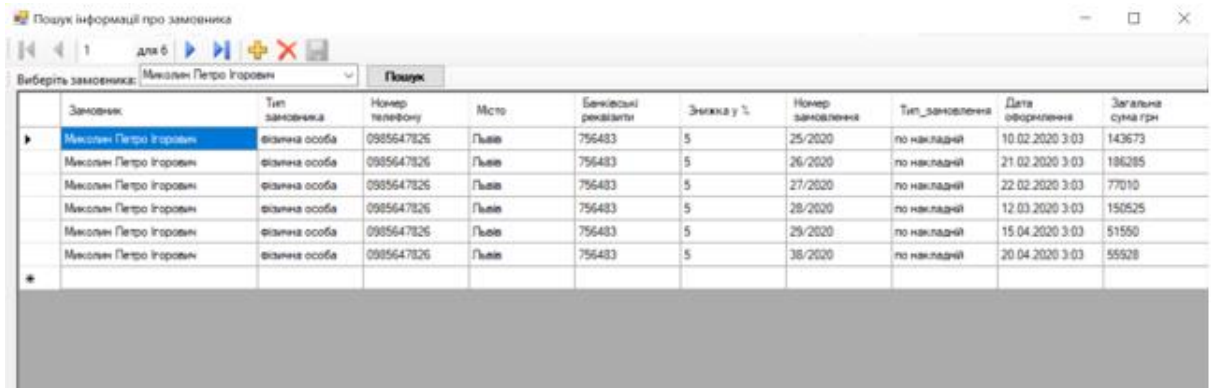 Пошук інформації про замовника
1 для 6
Виберіть замовника: Миколин Петро Ігорович Пошук
Замовник Тип замовника Номер телефону Місто Банківські реквізити Знижка у % Номер замовлення Тип_замовлення Дата оформлення Загальна сума грн
Миколин Петро Ігорович фізична особа 0985647826 Львів 756483 5 25/2020 по накладній 10.02.2020 3:03 143673
Миколин Петро Ігорович фізична особа 0985647826 Львів 756483 5 26/2020 по накладній 21.02.2020 3:03 186285
Миколин Петро Ігорович фізична особа 0985647826 Львів 756483 5 27/2020 по накладній 22.02.2020 3:03 77010
Миколин Петро Ігорович фізична особа 0985647826 Львів 756483 5 28/2020 по накладній 12.03.2020 3:03 150525
Миколин Петро Ігорович фізична особа 0985647826 Львів 756483 5 29/2020 по накладній 15.04.2020 3:03 51550
Миколин Петро Ігорович фізична особа 0985647826 Львів 756483 5 38/2020 по накладній 20.04.2020 3:03 55928